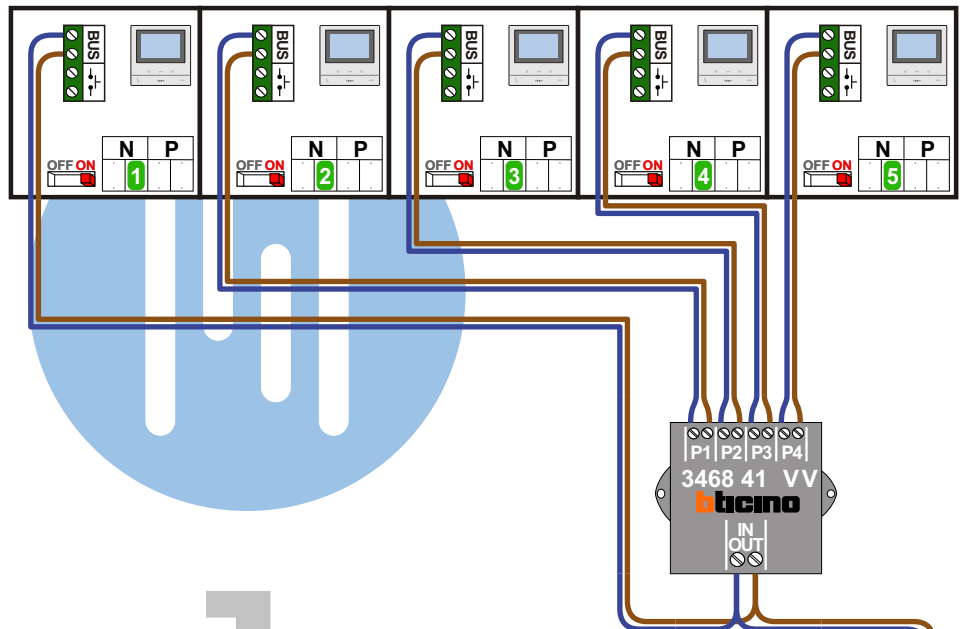 BUS BUS BUS BUS BUS
N P N P N P N P N P
OFF ON OFF ON OFF ON OFF ON OFF ON
1 2 3 4 5
P1 P2 P3 P4
3468 41 VV
bticino
IN
OUT